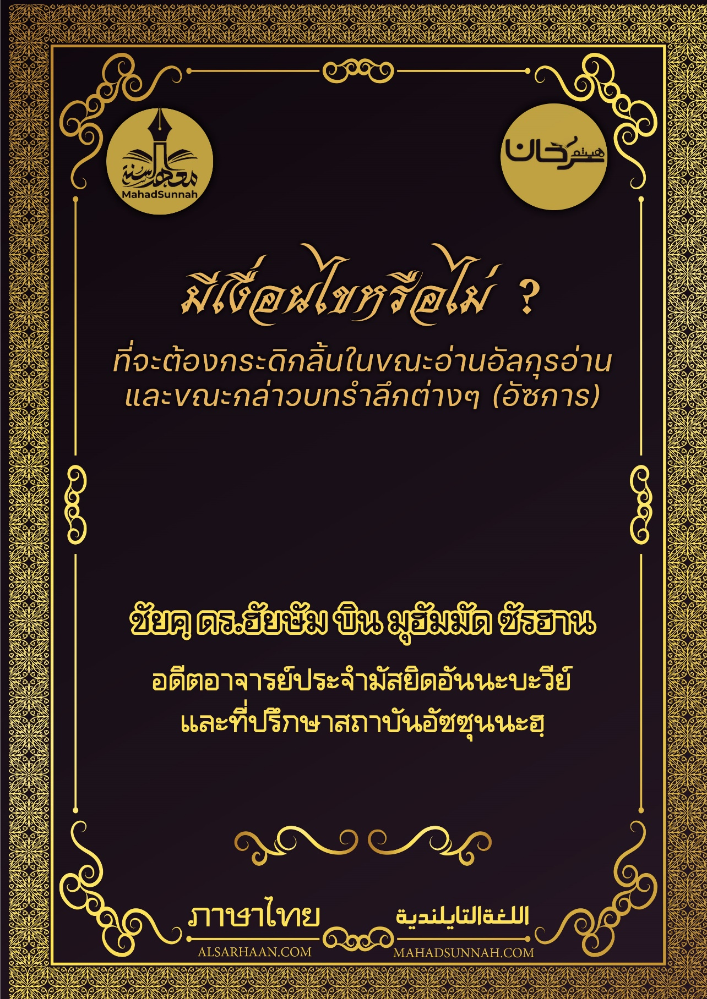 معهد السنة
MahadSunnah
هيثم سرحان
มีเงื่อนไขหรือไม่ ?
ที่จะต้องกระดิกลิ้นในขณะอ่านอัลกุรอ่าน
และขณะกล่าวบทรำลึกต่างๆ (อัซการ)
ชัยคฺ ดร.ฮัยษัม บิน มุฮัมมัด ซัรฮาน
อดีตอาจารย์ประจำมัสยิดอันนะบะวีย์
และที่ปรึกษาสถาบันอัซซุนนะฮฺ
ภาษาไทย
اللغة التايلندية
ALSARHAAN.COM
MAHADSUNNAH.COM